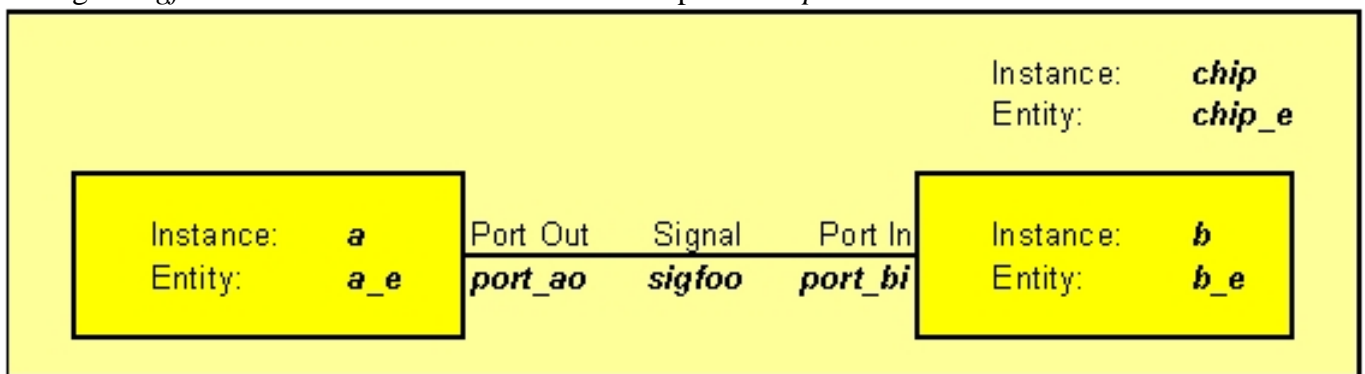 Instance: chip
Entity: chip_e
Instance: a Port Out Signal Port In Instance: b
Entity: a_e port_ao sigfoo port_bi Entity: b_e